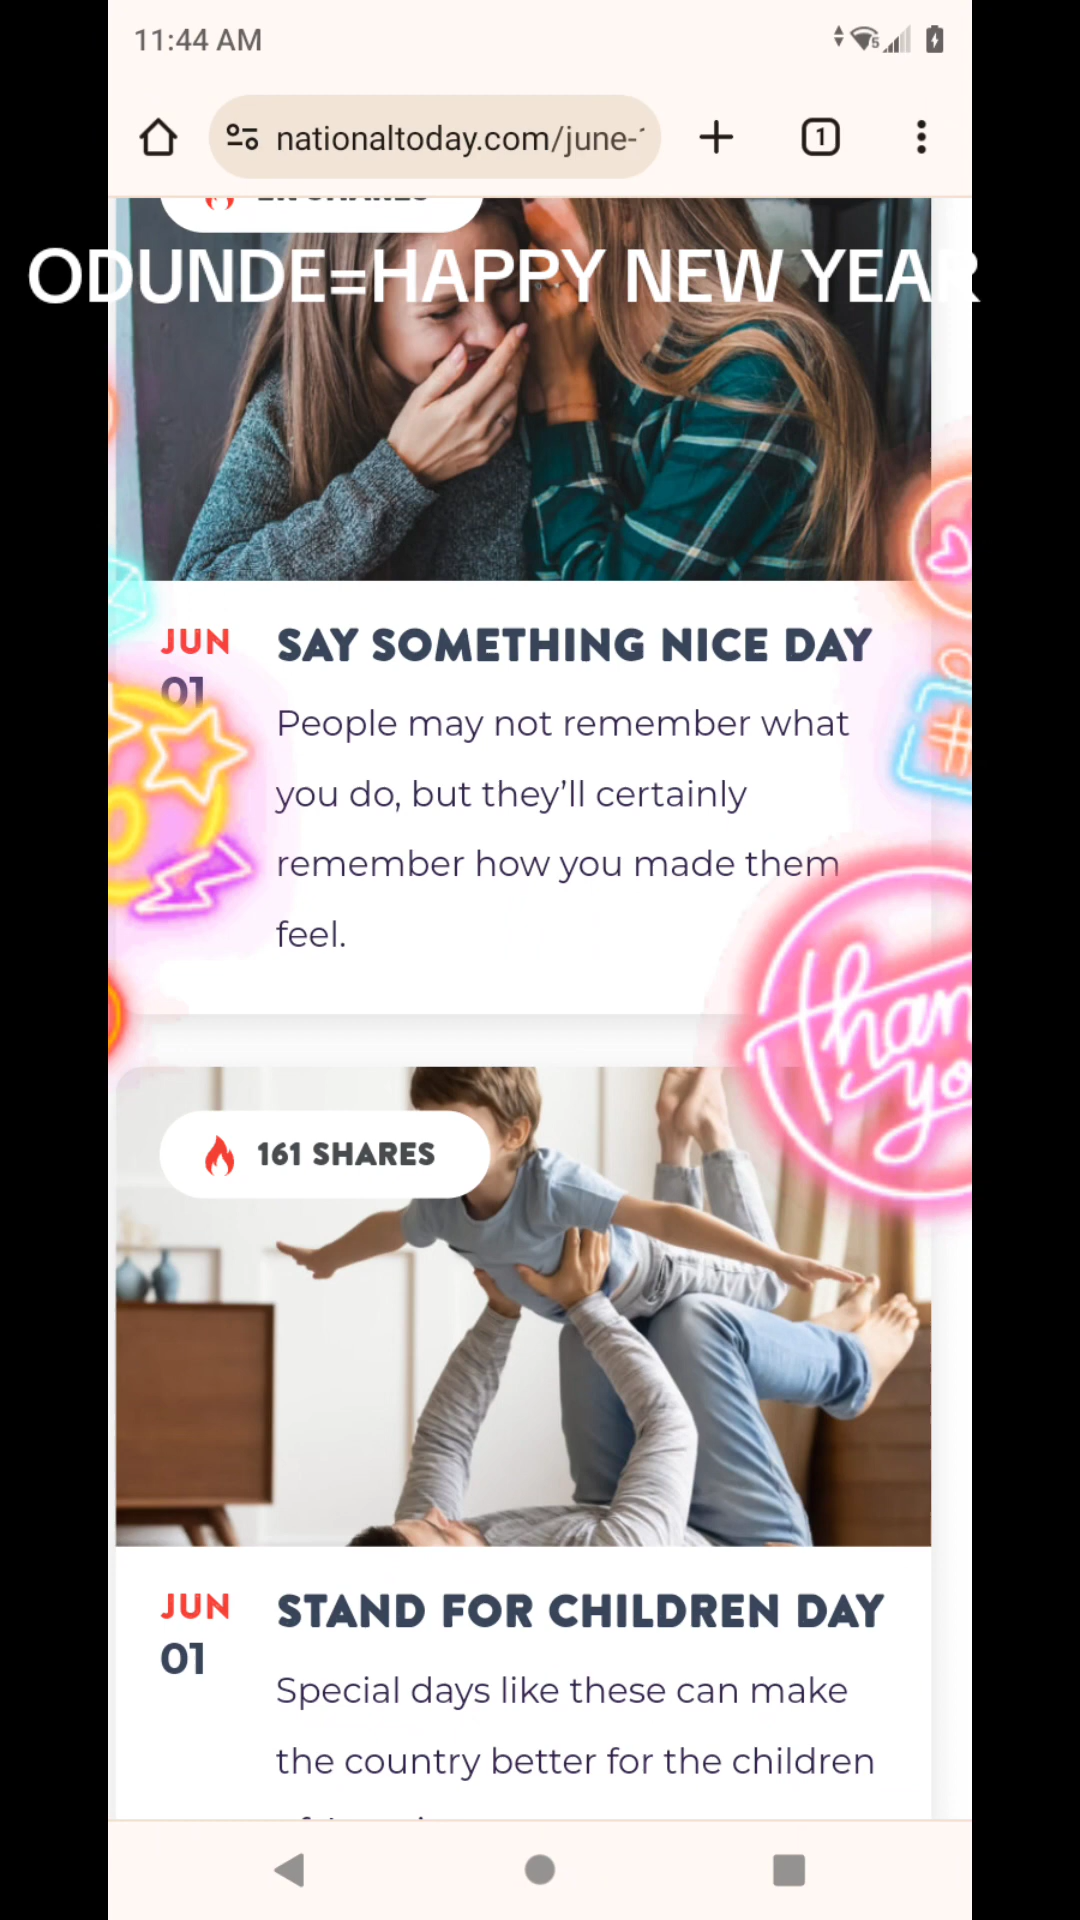 11:44 AM
5
nationaltoday.com/june-
1
ODUNDE=HAPPY NEW YEAR
JUN
01
SAY SOMETHING NICE DAY
People may not remember what
you do, but they’ll certainly
remember how you made them
feel.
161 SHARES
JUN
01
STAND FOR CHILDREN DAY
Special days like these can make
the country better for the children